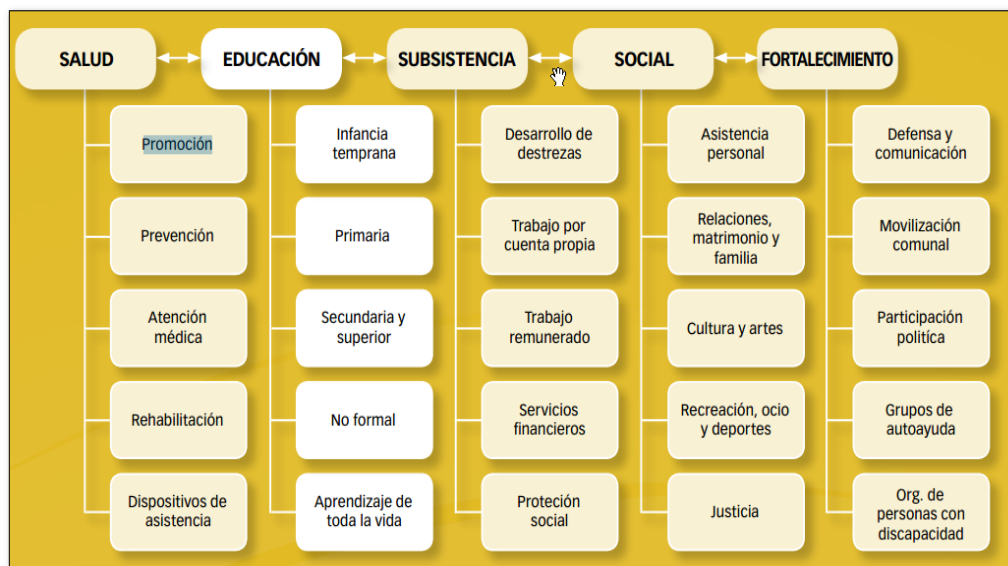 SALUD
EDUCACIÓN
SUBSISTENCIA
SOCIAL
FORTALECIMIENTO
Promoción
Prevención
Atención
médica
Rehabilitación
Dispositivos de
asistencia
Infancia
temprana
Primaria
Secundaria y
superior
No formal
Aprendizaje de
toda la vida
Desarrollo de
destrezas
Trabajo por
cuenta propia
Trabajo
remunerado
Servicios
financieros
Proteción
social
Asistencia
personal
Relaciones,
matrimonio y
familia
Cultura y artes
Recreación, ocio
y deportes
Justicia
Defensa y
comunicación
Movilización
comunal
Participación
politíca
Grupos de
autoayuda
Org. de
personas con
discapacidad